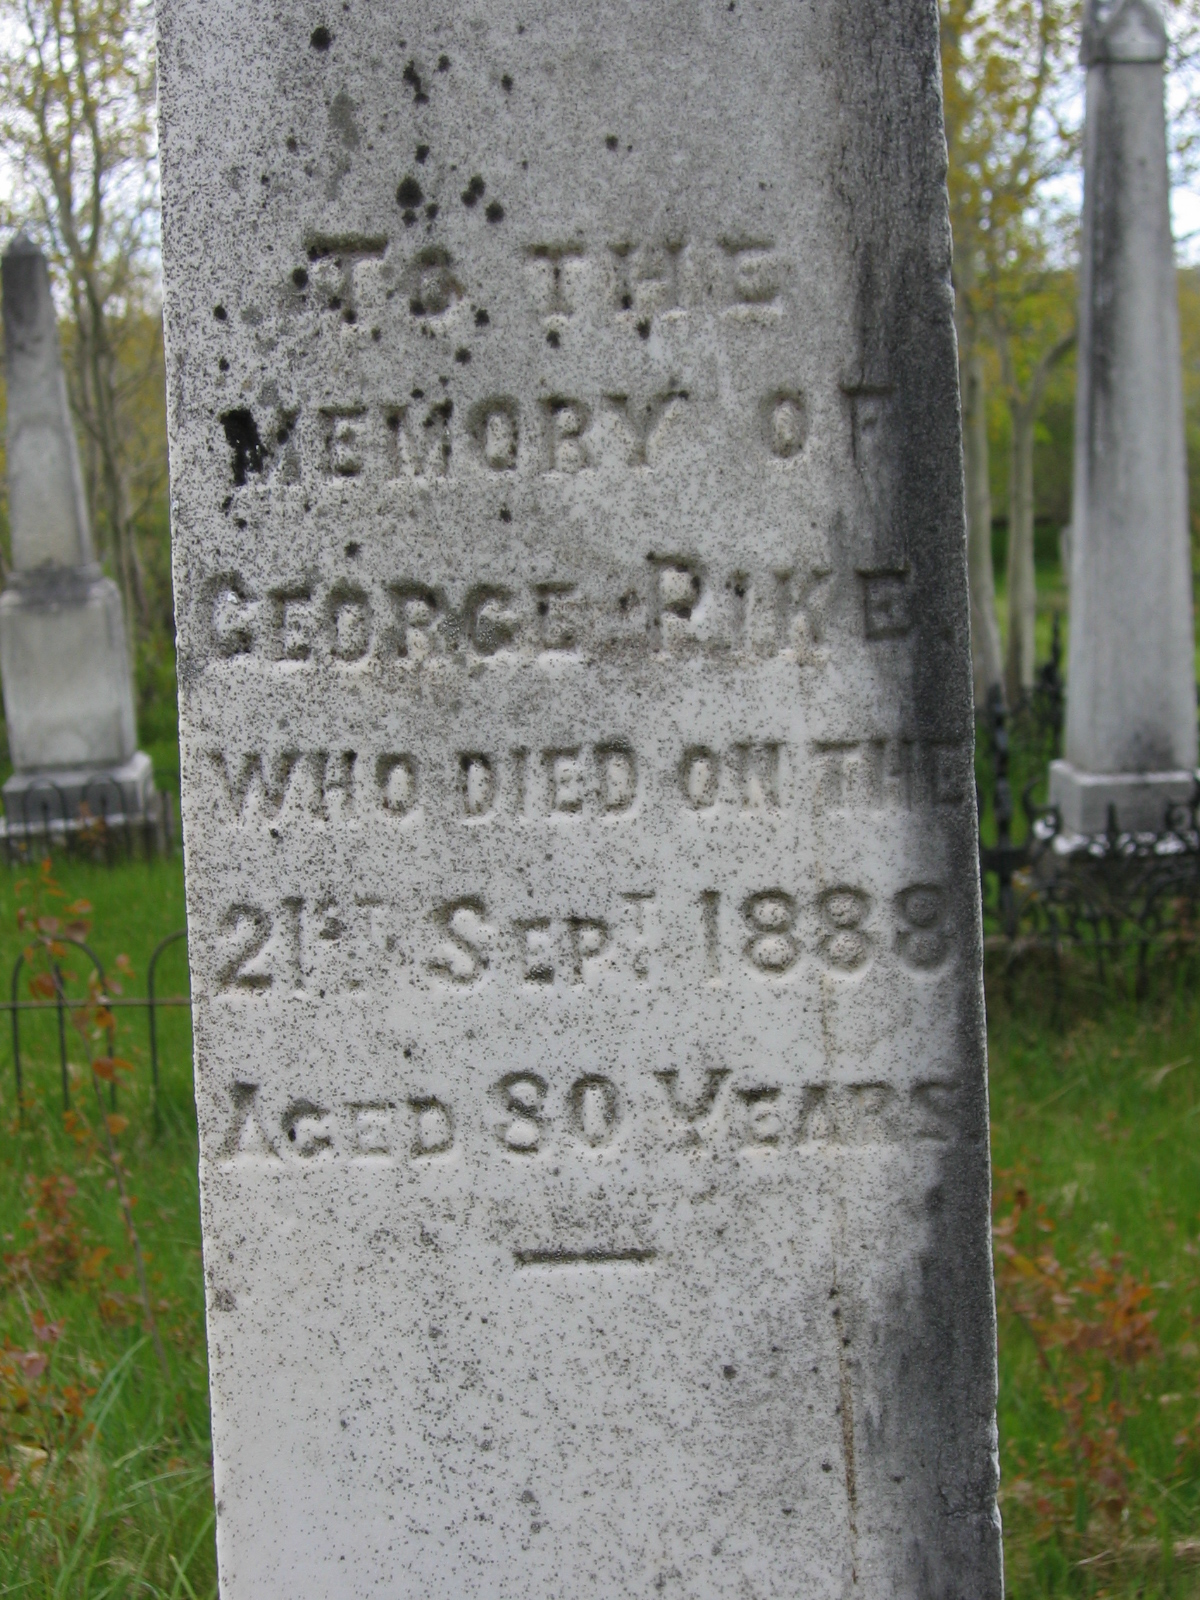 TO THE
MEMORY OF
GEORGE PIKE.
WHO DIED ON THE
21ST SEPT 1888
AGED 80 YEARS